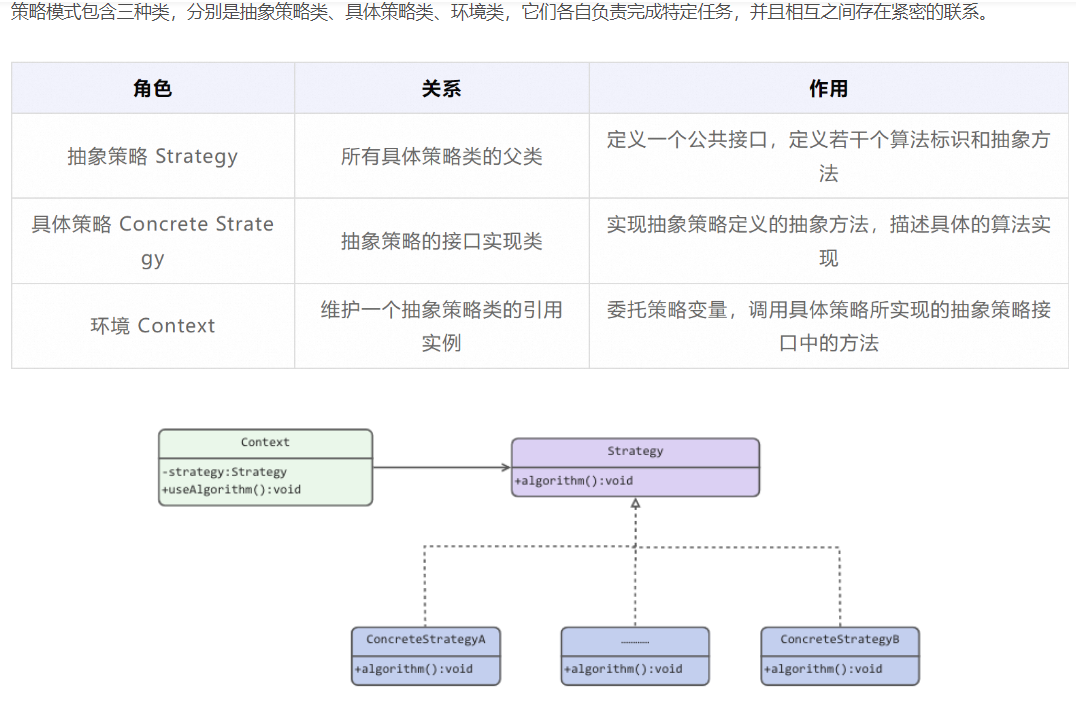 策略模式包含三种类，分别是抽象策略类、具体策略类、环境类，它们各自负责完成特定任务，并且相互之间存在紧密的联系。
角色 关系 作用
抽象策略 Strategy 所有具体策略类的父类 定义一个公共接口，定义若干个算法标识和抽象方
法
具体策略 Concrete Strate
gy 抽象策略的接口实现类 实现抽象策略定义的抽象方法，描述具体的算法实
现
环境 Context 维护一个抽象策略类的引用
实例 委托策略变量，调用具体策略所实现的抽象策略接
口中的方法
Context
-strategy:Strategy
+useAlgorithm():void
Strategy
+algorithm():void
ConcreteStrategyA
+algorithm():void
............
+algorithm():void
ConcreteStrategyB
+algorithm():void